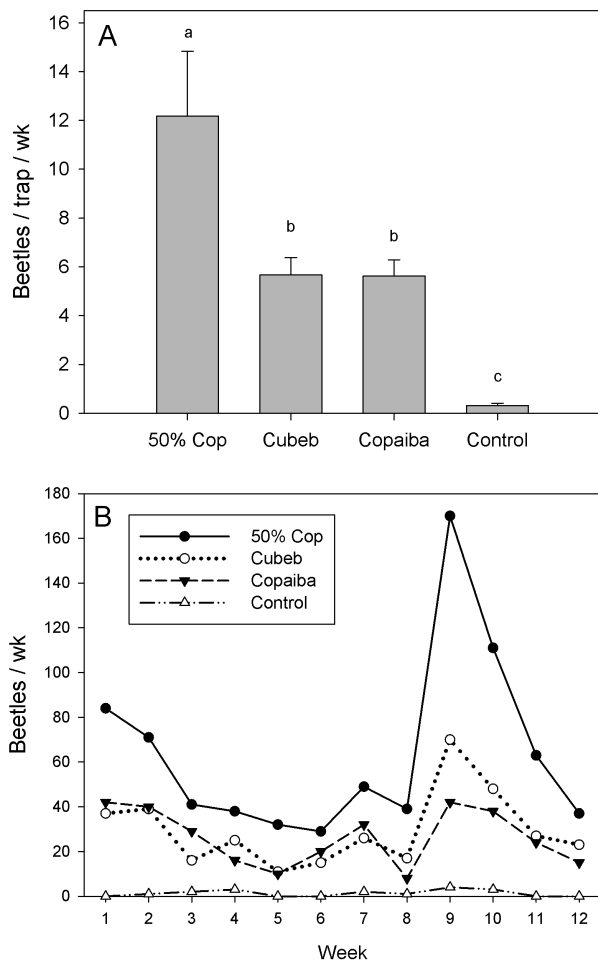 A
Beetles / trap / wk
16
14
12
10
8
6
4
2
0
a
b
b
c
50% Cop Cubeb Copaiba Control
B
Beetles / wk
180
160
140
120
100
80
60
40
20
0
50% Cop
Cubeb
Copaiba
Control
1 2 3 4 5 6 7 8 9 10 11 12
Week